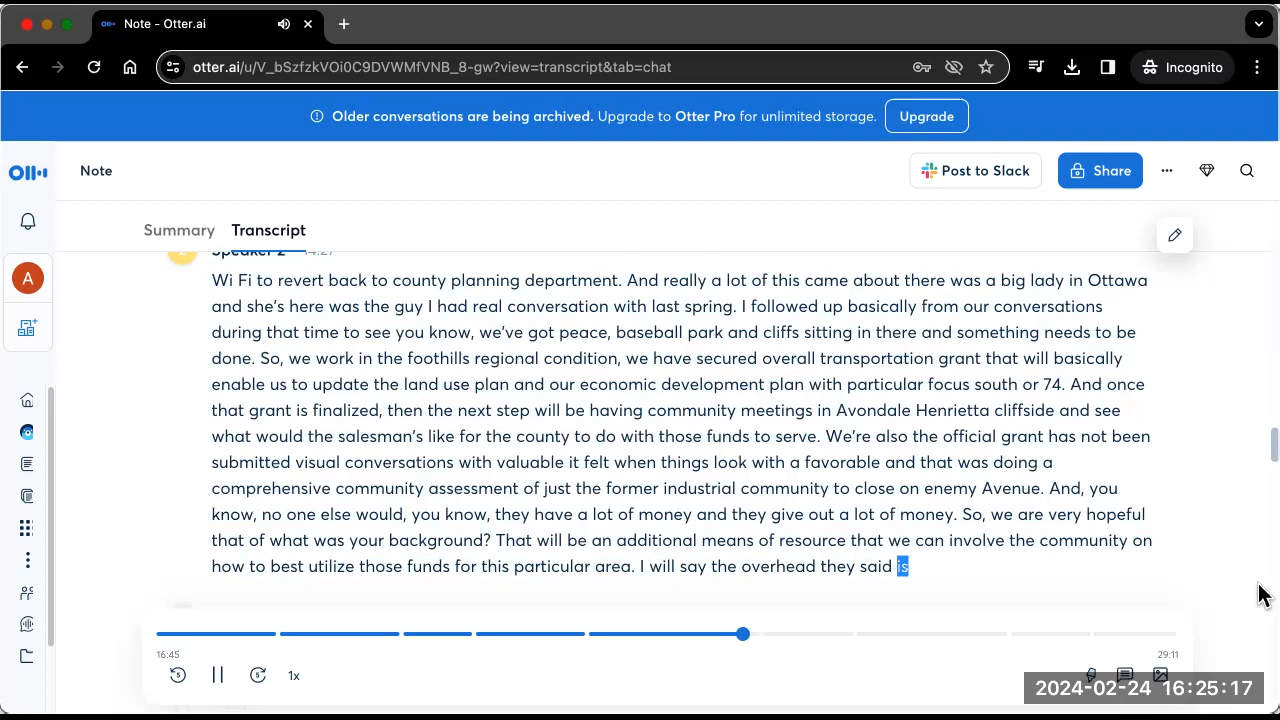 Note - Otter.ai
otter.ai/u/V_bSzfzkVOi0C9DVWMfVNB_8-gw?view=transcript&tab=chat
Incognito
Older conversations are being archived. Upgrade to Otter Pro for unlimited storage.
Upgrade
Note
Post to Slack
Share
Summary
Transcript
A
Speaker 2 14:27
Wi Fi to revert back to county planning department. And really a lot of this came about there was a big lady in Ottawa
and she's here was the guy I had real conversation with last spring. I followed up basically from our conversations
during that time to see you know, we've got peace, baseball park and cliffs sitting in there and something needs to be
done. So, we work in the foothills regional condition, we have secured overall transportation grant that will basically
enable us to update the land use plan and our economic development plan with particular focus south or 74. And once
that grant is finalized, then the next step will be having community meetings in Avondale Henrietta cliffside and see
what would the salesman's like for the county to do with those funds to serve. We're also the official grant has not been
submitted visual conversations with valuable it felt when things look with a favorable and that was doing a
comprehensive community assessment of just the former industrial community to close on enemy Avenue. And, you
know, no one else would, you know, they have a lot of money and they give out a lot of money. So, we are very hopeful
that of what was your background? That will be an additional means of resource that we can involve the community on
how to best utilize those funds for this particular area. I will say the overhead they said is
16:45
29:11
5
5
1x
2024-02-24 16:25:17